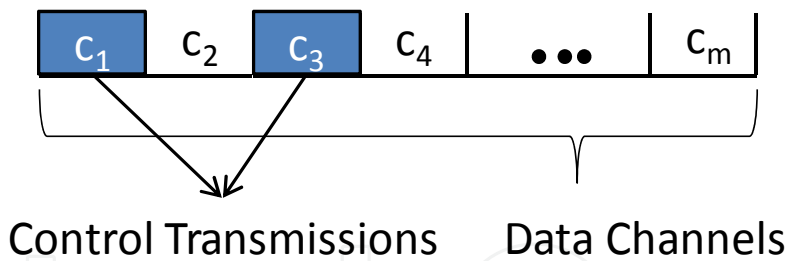 c₁ c₂ c₃ c₄ ••• cₘ
Control Transmissions Data Channels